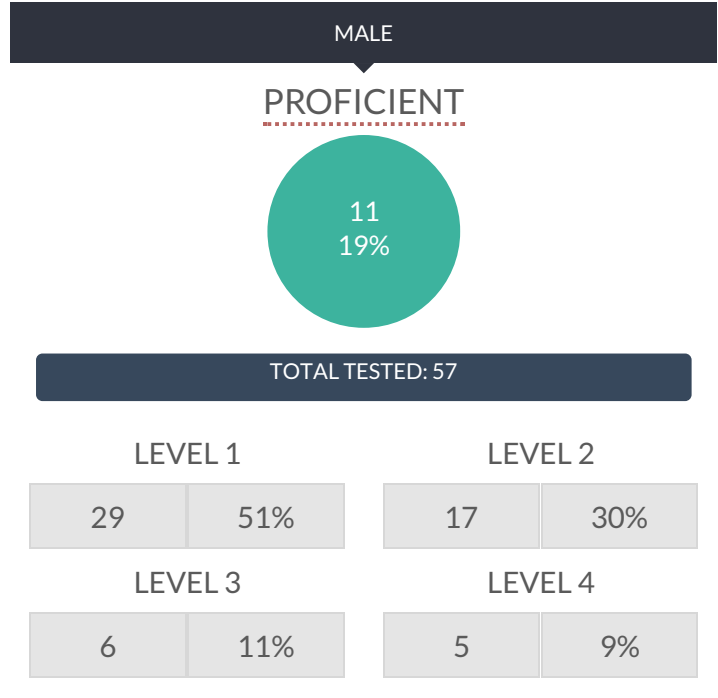 MALE
PROFICIENT
11
19%
TOTAL TESTED: 57
LEVEL 1
LEVEL 2
29 51%
17 30%
LEVEL 3
LEVEL 4
6 11%
5 9%